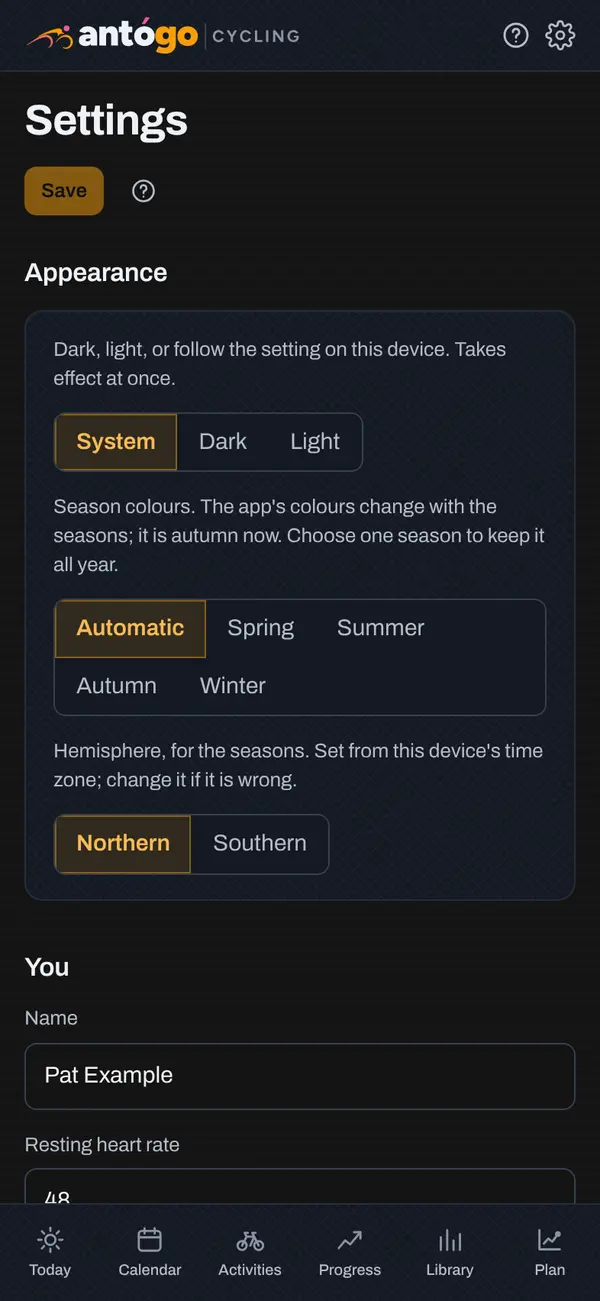 antógo CYCLING
Settings
Save
Appearance
Dark, light, or follow the setting on this device. Takes
effect at once.
System Dark Light
Season colours. The app's colours change with the
seasons; it is autumn now. Choose one season to keep it
all year.
Automatic Spring Summer
Autumn Winter
Hemisphere, for the seasons. Set from this device's time
zone; change it if it is wrong.
Northern Southern
You
Name
Pat Example
Resting heart rate
48
Today Calendar Activities Progress Library Plan